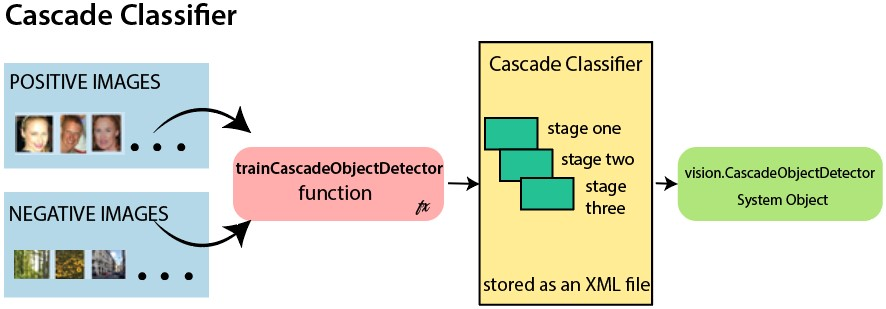 Cascade Classifier
POSITIVE IMAGES
NEGATIVE IMAGES
trainCascadeObjectDetector
function
fx
Cascade Classifier
stage one
stage two
stage
three
stored as an XML file
vision.CascadeObjectDetector
System Object